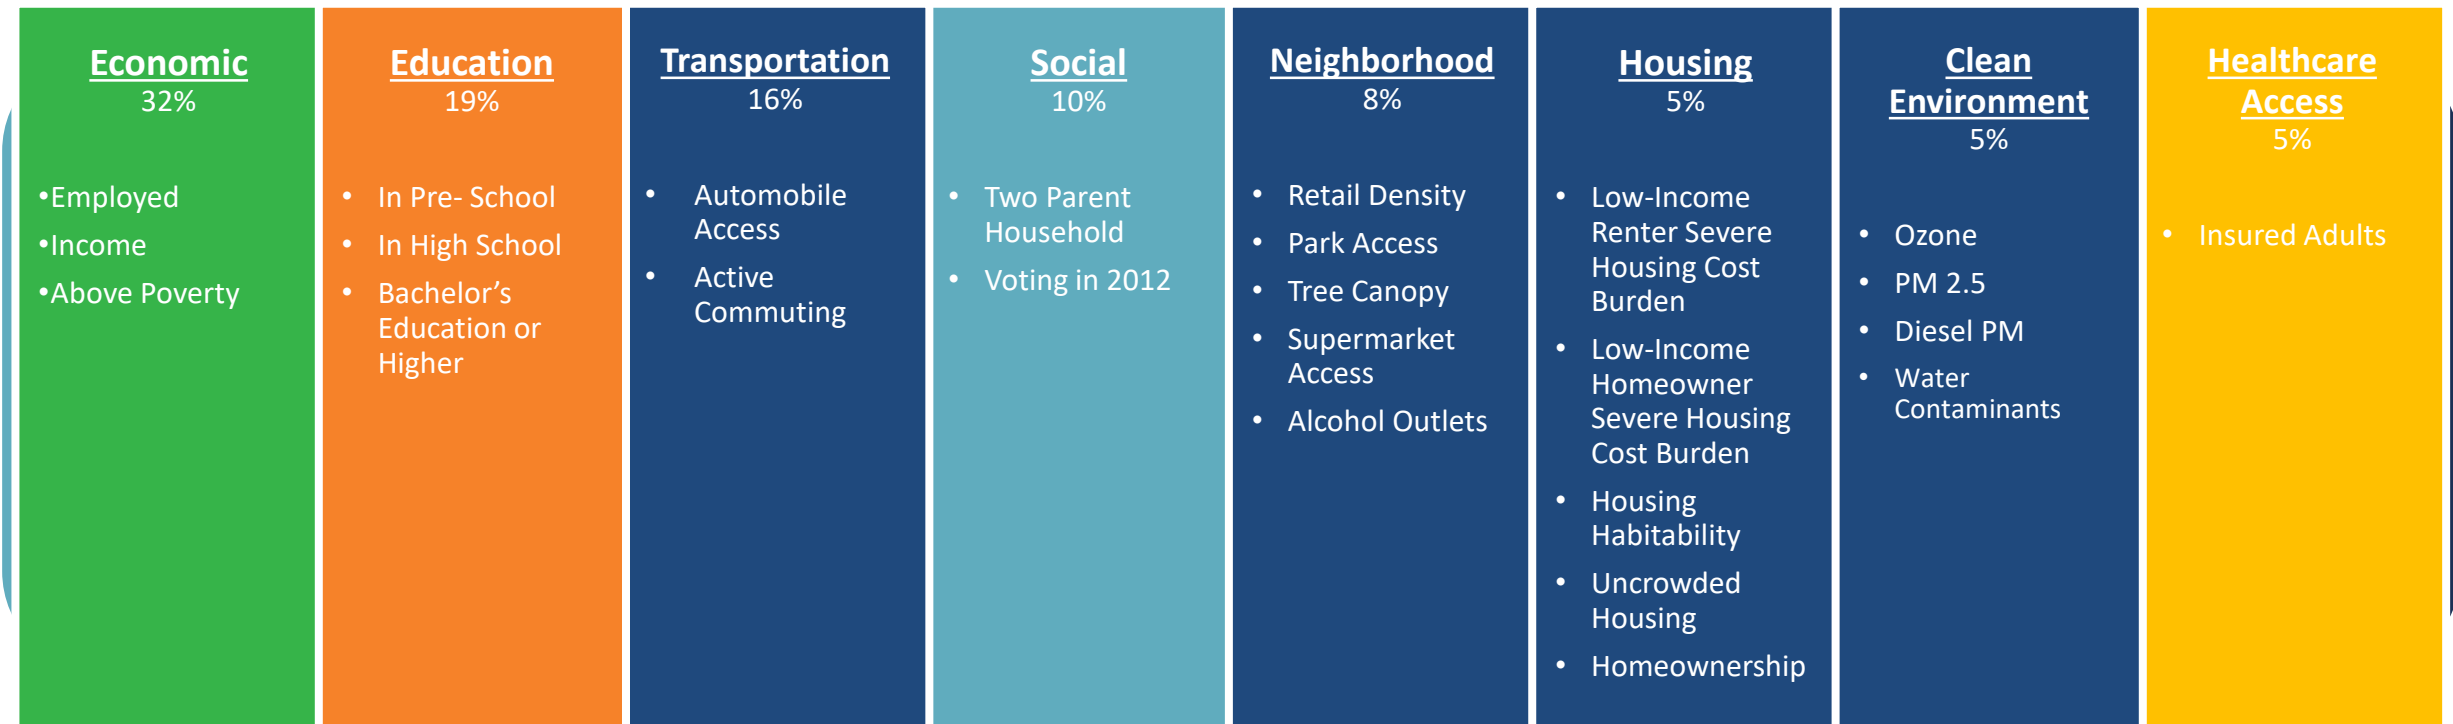 Economic
32%
•Employed
•Income
•Above Poverty
Education
19%
• In Pre- School
• In High School
• Bachelor’s
Education or
Higher
Transportation
16%
• Automobile
Access
• Active
Commuting
Social
10%
• Two Parent
Household
• Voting in 2012
Neighborhood
8%
• Retail Density
• Park Access
• Tree Canopy
• Supermarket
Access
• Alcohol Outlets
Housing
5%
• Low-Income
Renter Severe
Housing Cost
Burden
• Low-Income
Homeowner
Severe Housing
Cost Burden
• Housing
Habitability
• Uncrowded
Housing
• Homeownership
Clean
Environment
5%
• Ozone
• PM 2.5
• Diesel PM
• Water
Contaminants
Healthcare
Access
5%
• Insured Adults